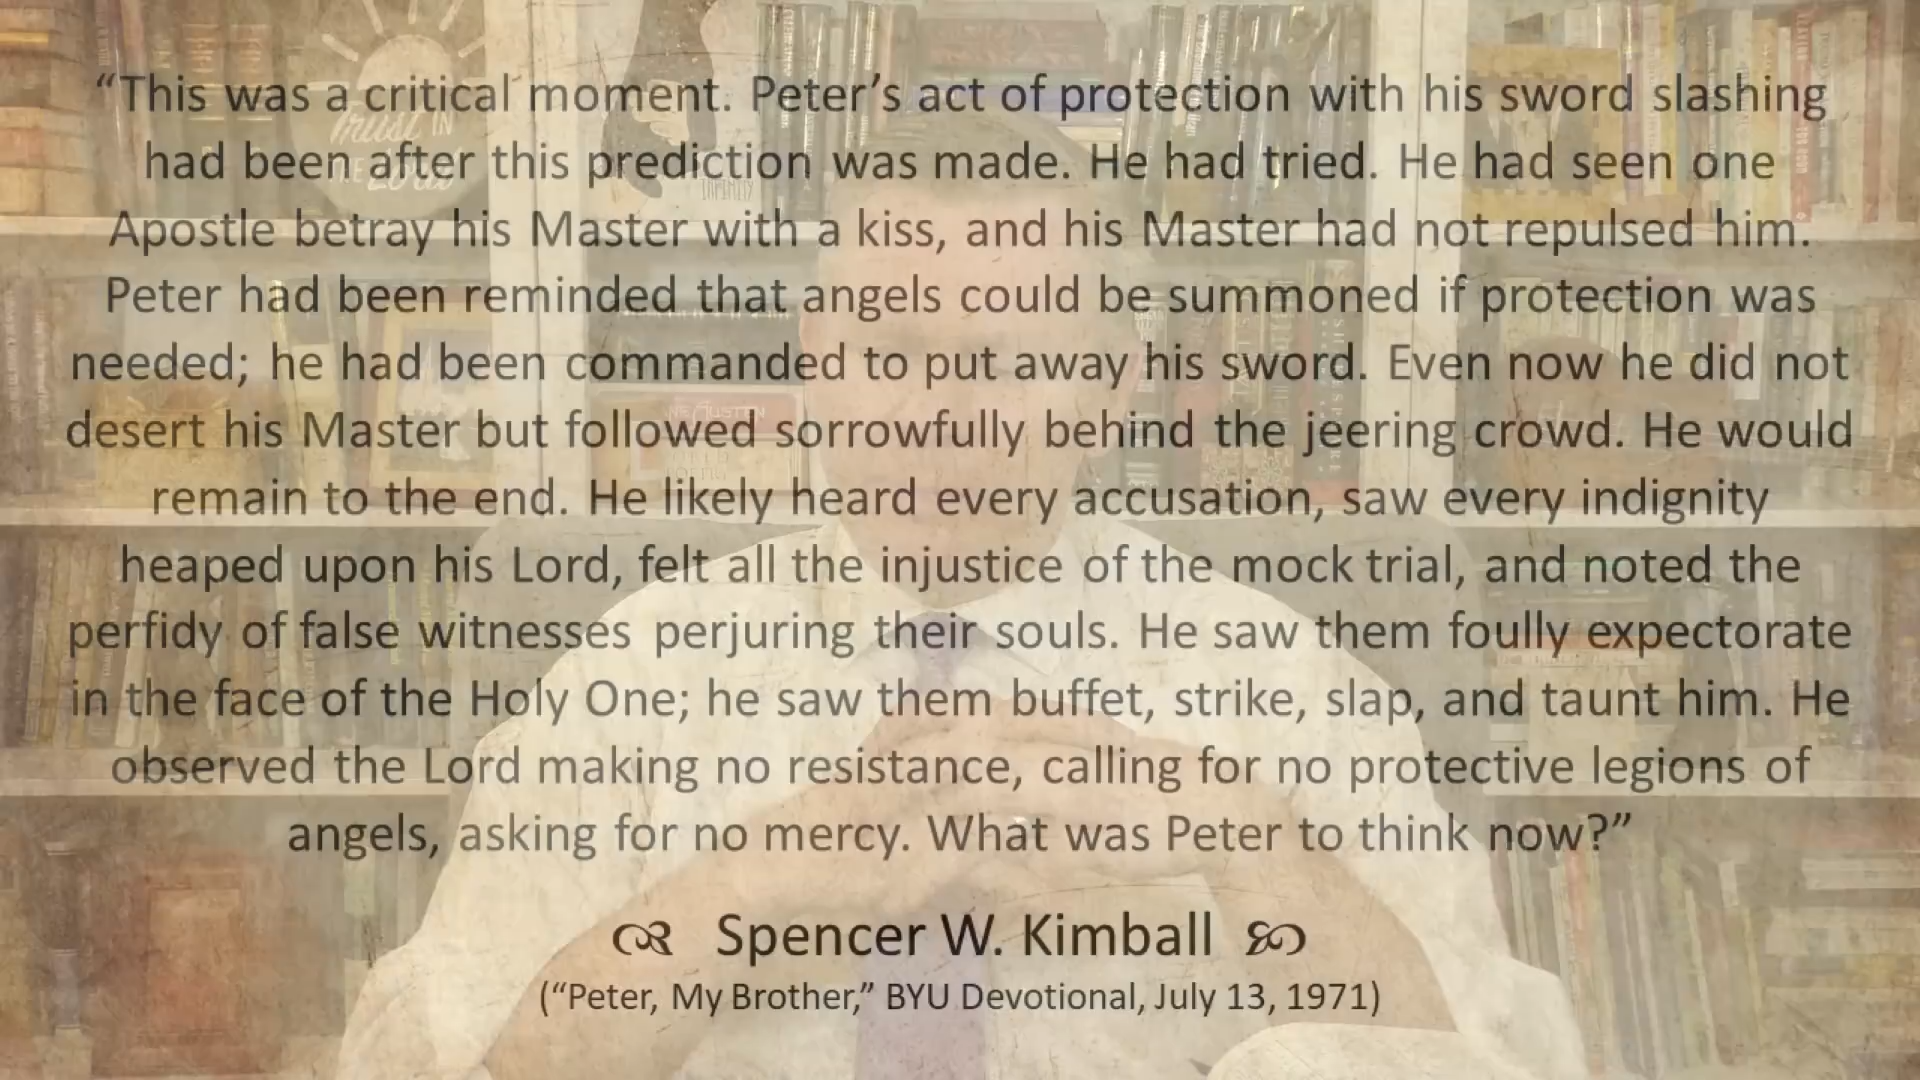 Trust IN
THE Lord
INFINITY
“This was a critical moment. Peter’s act of protection with his sword slashing
had been after this prediction was made. He had tried. He had seen one
Apostle betray his Master with a kiss, and his Master had not repulsed him.
Peter had been reminded that angels could be summoned if protection was
needed; he had been commanded to put away his sword. Even now he did not
desert his Master but followed sorrowfully behind the jeering crowd. He would
remain to the end. He likely heard every accusation, saw every indignity
heaped upon his Lord, felt all the injustice of the mock trial, and noted the
perfidy of false witnesses perjuring their souls. He saw them foully expectorate
in the face of the Holy One; he saw them buffet, strike, slap, and taunt him. He
observed the Lord making no resistance, calling for no protective legions of
angels, asking for no mercy. What was Peter to think now?”
Spencer W. Kimball
(“Peter, My Brother,” BYU Devotional, July 13, 1971)